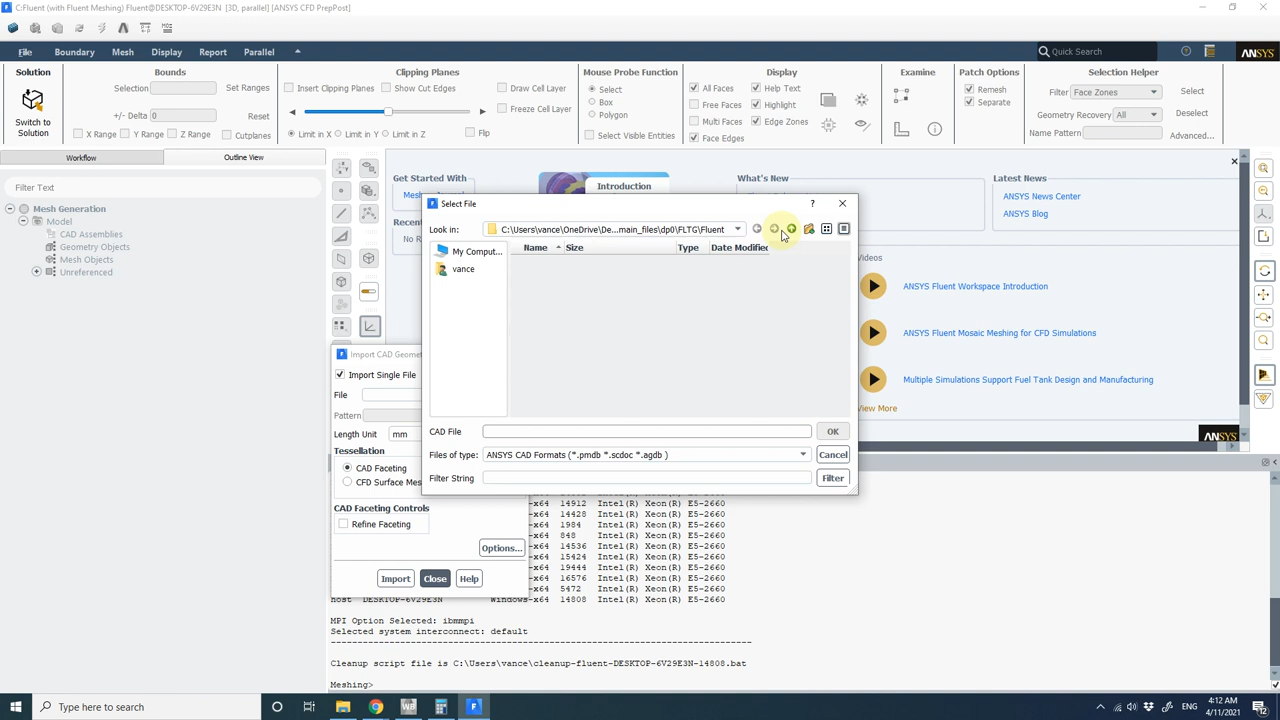 C:Fluent (with Fluent Meshing) Fluent@DESKTOP-6V29E3N [3D, parallel] [ANSYS CFD PrepPost]
File Boundary Mesh Display Report Parallel Quick Search ANSYS
Solution Bounds Clipping Planes Mouse Probe Function Display Examine Patch Options Selection Helper
Switch to Solution
Selection Set Ranges
+/- Delta 0 Reset
X Range Y Range Z Range Cutplanes
Insert Clipping Planes Show Cut Edges Draw Cell Layer
Freeze Cell Layer
Limit in X Limit in Y Limit in Z Flip
Select
Box
Polygon
Select Visible Entities
All Faces Help Text
Free Faces Highlight
Multi Faces Edge Zones
Face Edges
Remesh
Separate
Filter Face Zones Select
Geometry Recovery All Deselect
Name Pattern Advanced...
Workflow Outline View
Filter Text
Mesh Generation
Model
CAD Assemblies
Geometry Objects
Mesh Objects
Unreferenced
Get Started With
What's New
Latest News
Introduction
ANSYS News Center
ANSYS Blog
Videos
ANSYS Fluent Workspace Introduction
ANSYS Fluent Mosaic Meshing for CFD Simulations
Multiple Simulations Support Fuel Tank Design and Manufacturing
View More
ANSYS
Select File
Look in C:\Users\vance\OneDrive\De...main_files\dp0\FLTG\Fluent
My Comput...
vance
Name Size Type Date Modified
CAD File OK
Files of type: ANSYS CAD Formats (*.pmdb *.scdoc *.agdb ) Cancel
Filter String Filter
Import CAD Geome
Import Single File
File
Pattern
Length Unit mm
Tessellation
CAD Faceting
CFD Surface Mes
CAD Faceting Controls
Refine Faceting
Options...
Import Close Help
-x64 14912 Intel(R) Xeon(R) E5-2660
-x64 14428 Intel(R) Xeon(R) E5-2660
-x64 1984 Intel(R) Xeon(R) E5-2660
-x64 848 Intel(R) Xeon(R) E5-2660
-x64 14536 Intel(R) Xeon(R) E5-2660
-x64 15424 Intel(R) Xeon(R) E5-2660
-x64 19444 Intel(R) Xeon(R) E5-2660
-x64 16576 Intel(R) Xeon(R) E5-2660
-x64 5472 Intel(R) Xeon(R) E5-2660
host DESKTOP-6V29E3N Windows-x64 14808 Intel(R) Xeon(R) E5-2660
MPI Option Selected: ibmmpi
Selected system interconnect: default
Cleanup script file is C:\Users\vance\cleanup-fluent-DESKTOP-6V29E3N-14808.bat
Meshing>
Type here to search
WB
ENG
4:12 AM
4/11/2021
12